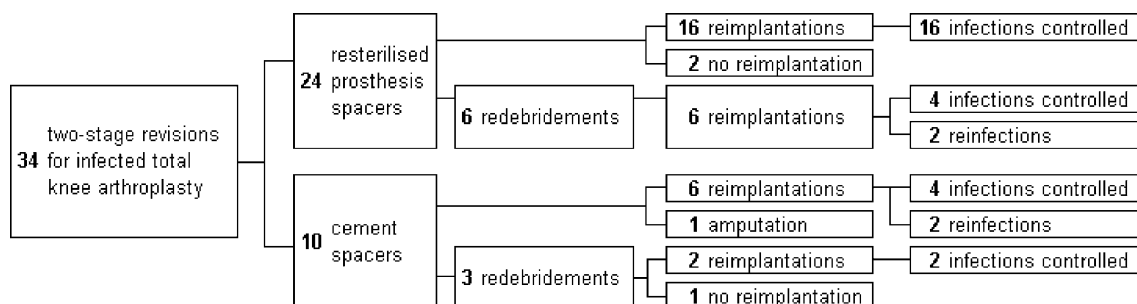 34 two-stage revisions
for infected total
knee arthroplasty
24 resterilised
prosthesis
spacers
16 reimplantations
16 infections controlled
2 no reimplantation
6 redebridements
6 reimplantations
4 infections controlled
2 reinfections
10 cement
spacers
6 reimplantations
4 infections controlled
1 amputation
2 reinfections
3 redebridements
2 reimplantations
2 infections controlled
1 no reimplantation